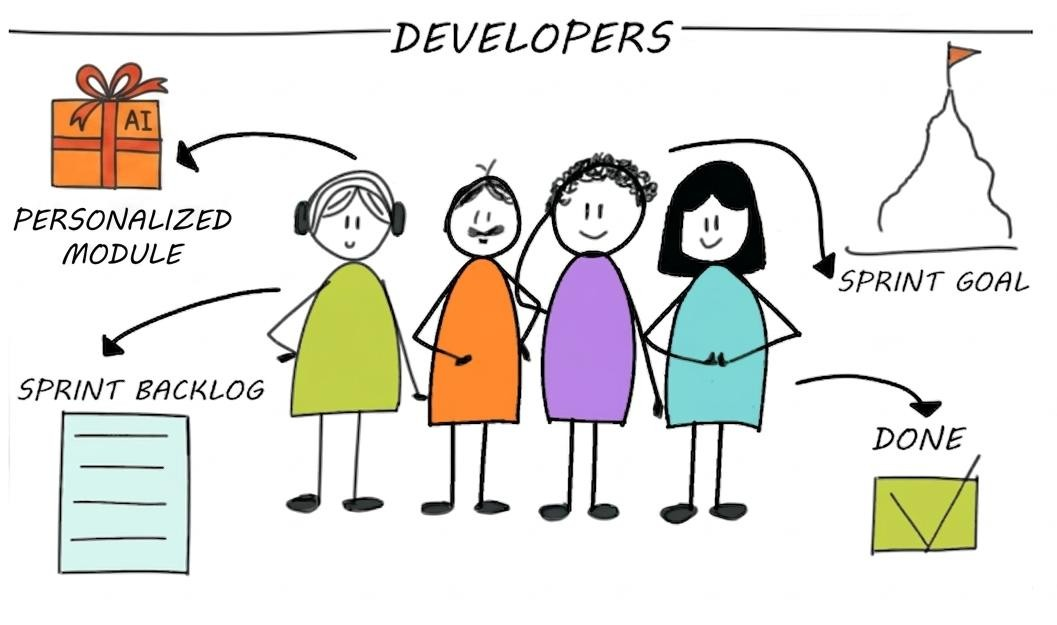 DEVELOPERS
AI
PERSONALIZED
MODULE
SPRINT GOAL
SPRINT BACKLOG
DONE